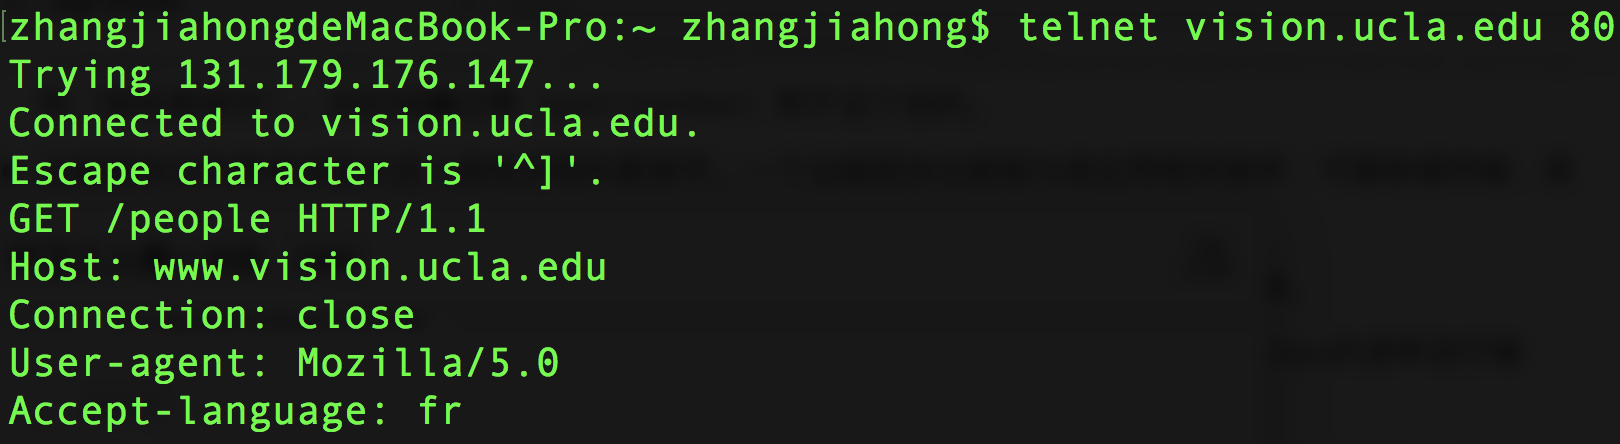 [zhangjiahongdeMacBook-Pro:~ zhangjiahong$ telnet vision.ucla.edu 80
Trying 131.179.176.147...
Connected to vision.ucla.edu.
Escape character is '^]'.
GET /people HTTP/1.1
Host: www.vision.ucla.edu
Connection: close
User-agent: Mozilla/5.0
Accept-language: fr